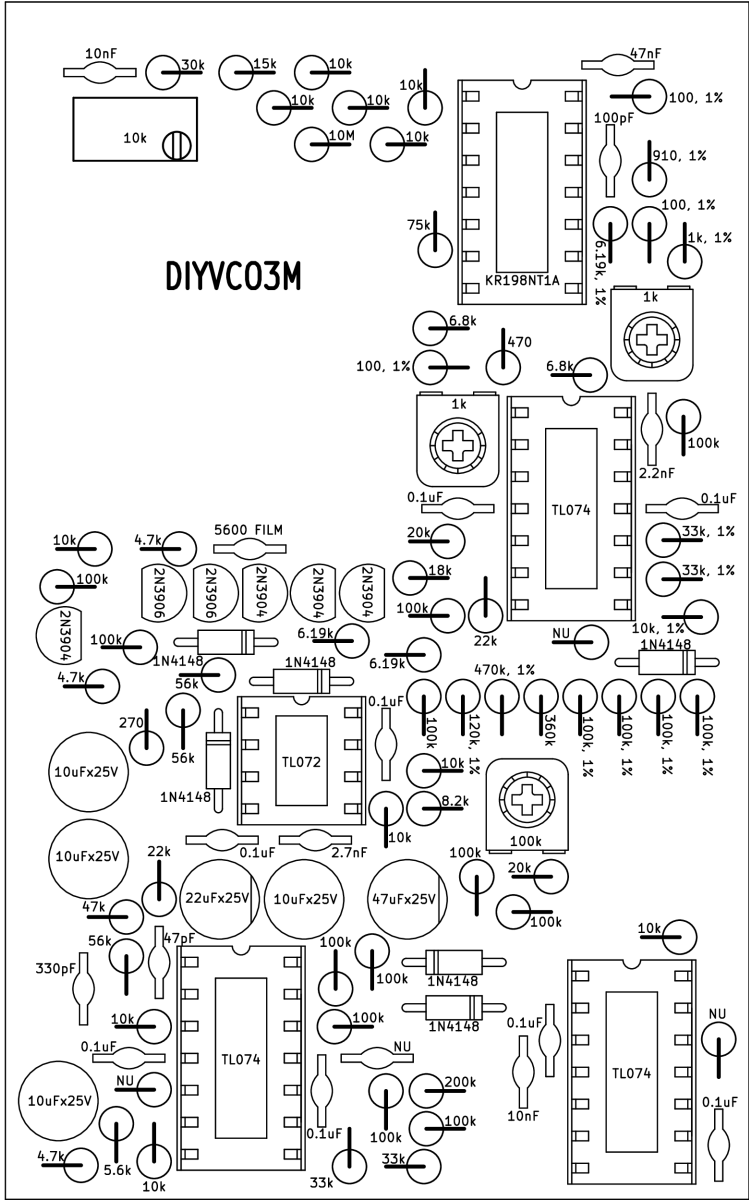 10nF
30k
15k
10k
47nF
10k
10k
10k
100, 1%
10k
10M
10k
100pF
910, 1%
75k
100, 1%
6.19k, 1%
1k, 1%
DIYVCO3M
KR198NT1A
1k
6.8k
470
100, 1%
6.8k
1k
100k
2.2nF
0.1uF
TL074
0.1uF
10k
4.7k
5600 FILM
20k
33k, 1%
100k
2N3906
2N3906
2N3904
2N3904
2N3904
18k
33k, 1%
2N3904
100k
22k
10k, 1%
100k
1N4148
6.19k
NU
6.19k
1N4148
4.7k
56k
1N4148
470k, 1%
270
56k
0.1uF
100k
120k, 1%
360k
100k, 1%
100k, 1%
100k, 1%
100k, 1%
10uFx25V
TL072
10k
1N4148
8.2k
10k
100k
0.1uF
2.7nF
10uFx25V
22k
100k
20k
22uFx25V
10uFx25V
47uFx25V
47k
100k
56k
47pF
100k
10k
330pF
100k
1N4148
10k
100k
1N4148
0.1uF
NU
0.1uF
TL074
NU
TL074
NU
200k
10uFx25V
10nF
0.1uF
0.1uF
100k
100k
4.7k
5.6k
33k
33k
10k